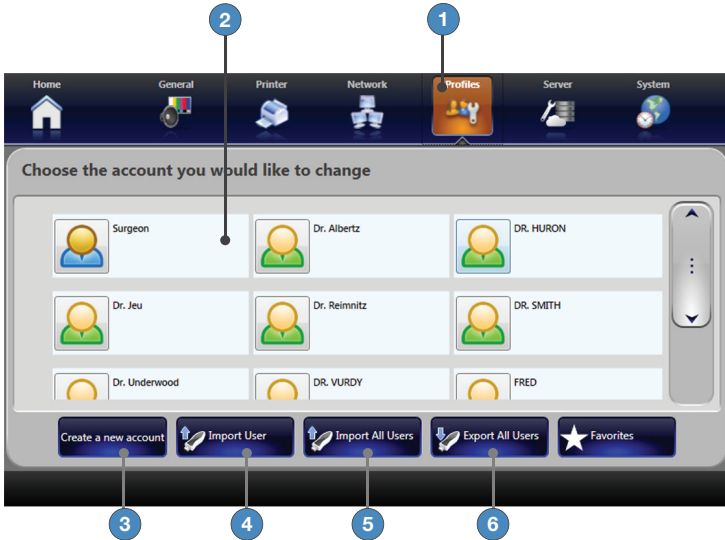 2 1
Home General Printer Network Profiles Server System
Choose the account you would like to change
Surgeon Dr. Albertz DR. HURON
Dr. Jeu Dr. Reimnitz DR. SMITH
Dr. Underwood DR. VURDY FRED
Create a new account Import User Import All Users Export All Users Favorites
3 4 5 6